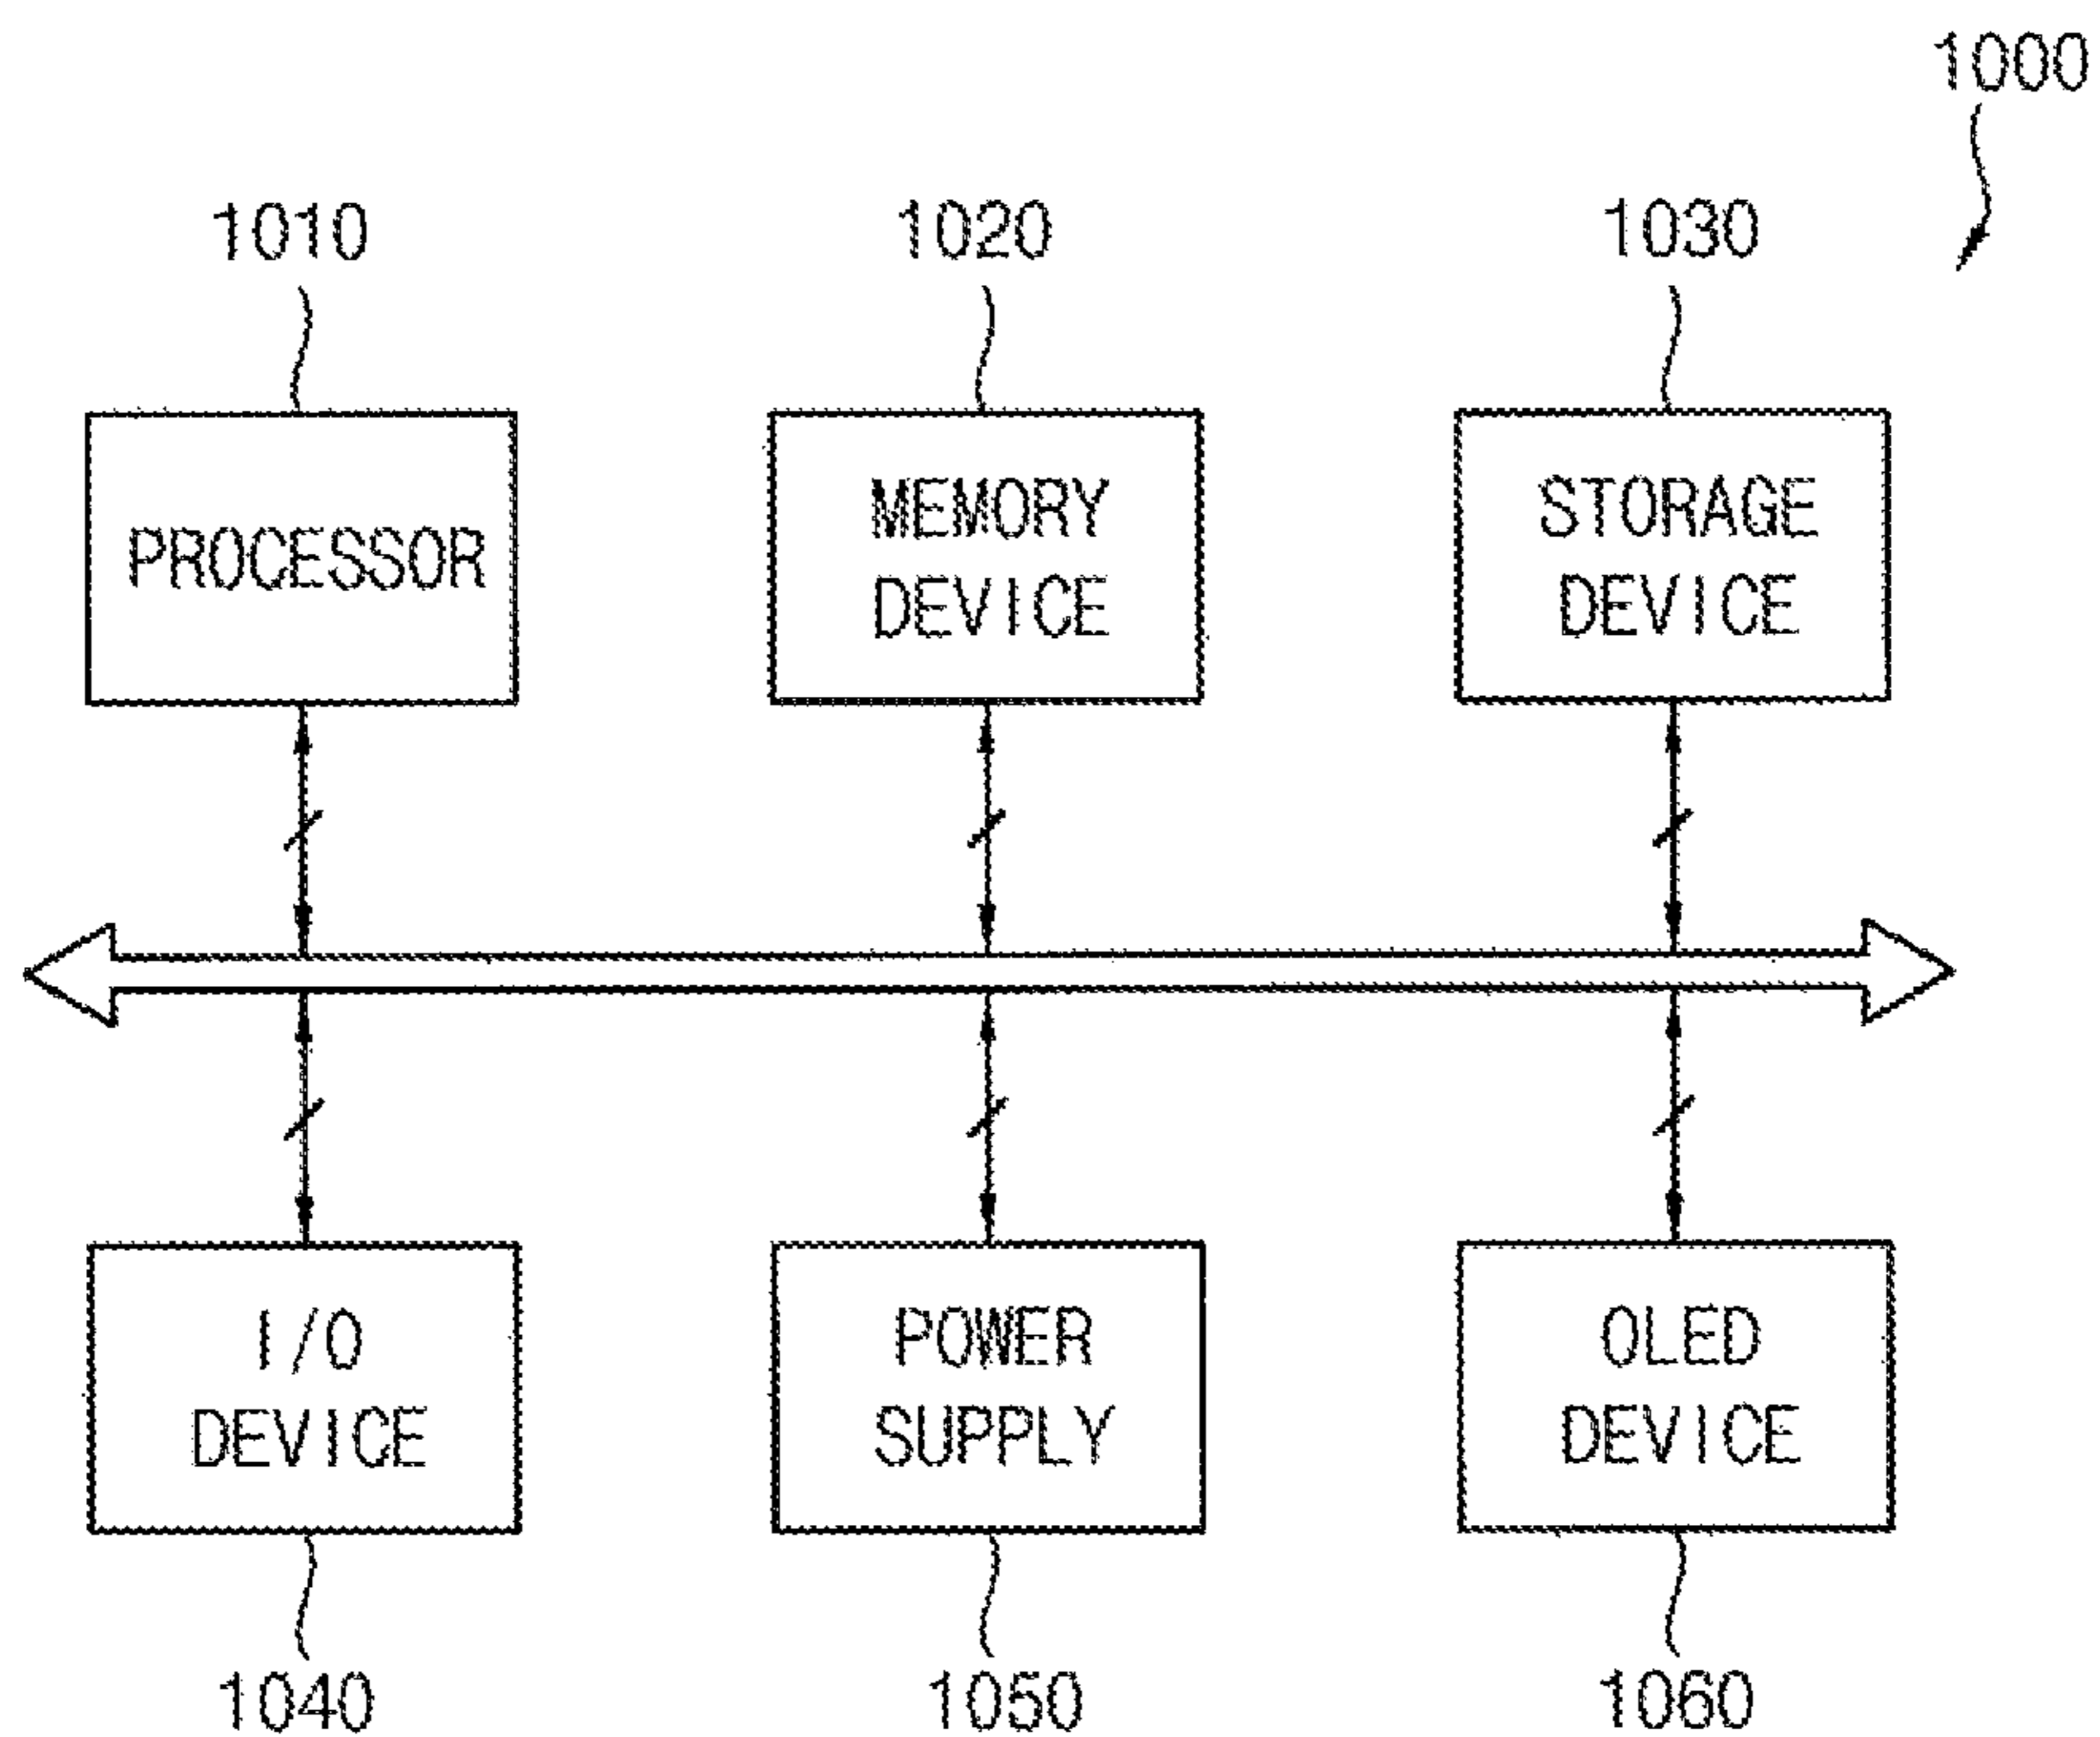 1000
1010
1020
1030
PROCESSOR
MEMORY
DEVICE
STORAGE
DEVICE
I/O
DEVICE
POWER
SUPPLY
OLED
DEVICE
1040
1050
1060